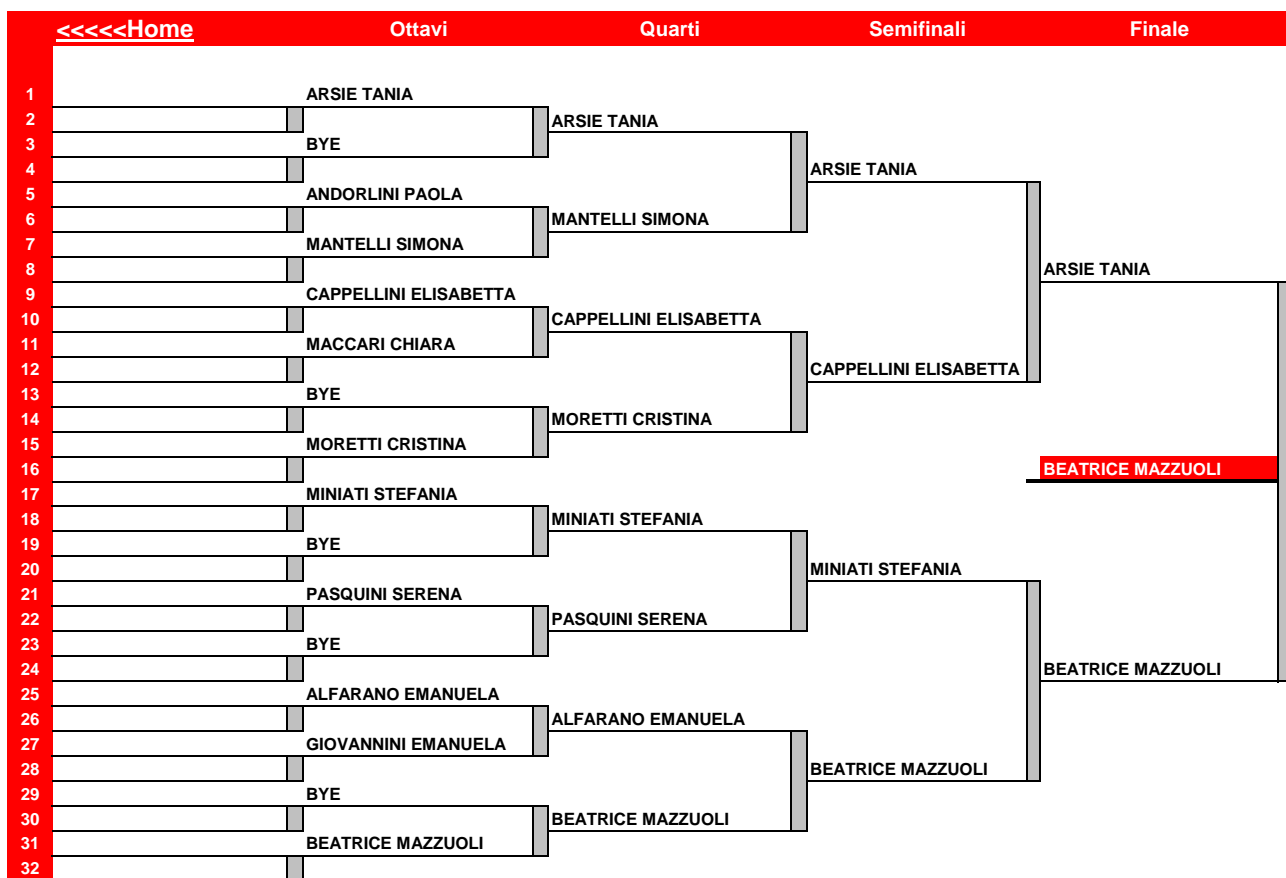 <<<<<Home Ottavi Quarti Semifinali Finale
1 ARSIE TANIA
2 ARSIE TANIA
3 BYE
4 ARSIE TANIA
5 ANDORLINI PAOLA
6 MANTELLI SIMONA
7 MANTELLI SIMONA
8 ARSIE TANIA
9 CAPPELLINI ELISABETTA
10 CAPPELLINI ELISABETTA
11 MACCARI CHIARA
12 CAPPELLINI ELISABETTA
13 BYE
14 MORETTI CRISTINA
15 MORETTI CRISTINA
16 BEATRICE MAZZUOLI
17 MINIATI STEFANIA
18 MINIATI STEFANIA
19 BYE
20 MINIATI STEFANIA
21 PASQUINI SERENA
22 PASQUINI SERENA
23 BYE
24 BEATRICE MAZZUOLI
25 ALFARANO EMANUELA
26 ALFARANO EMANUELA
27 GIOVANNINI EMANUELA
28 BEATRICE MAZZUOLI
29 BYE
30 BEATRICE MAZZUOLI
31 BEATRICE MAZZUOLI
32